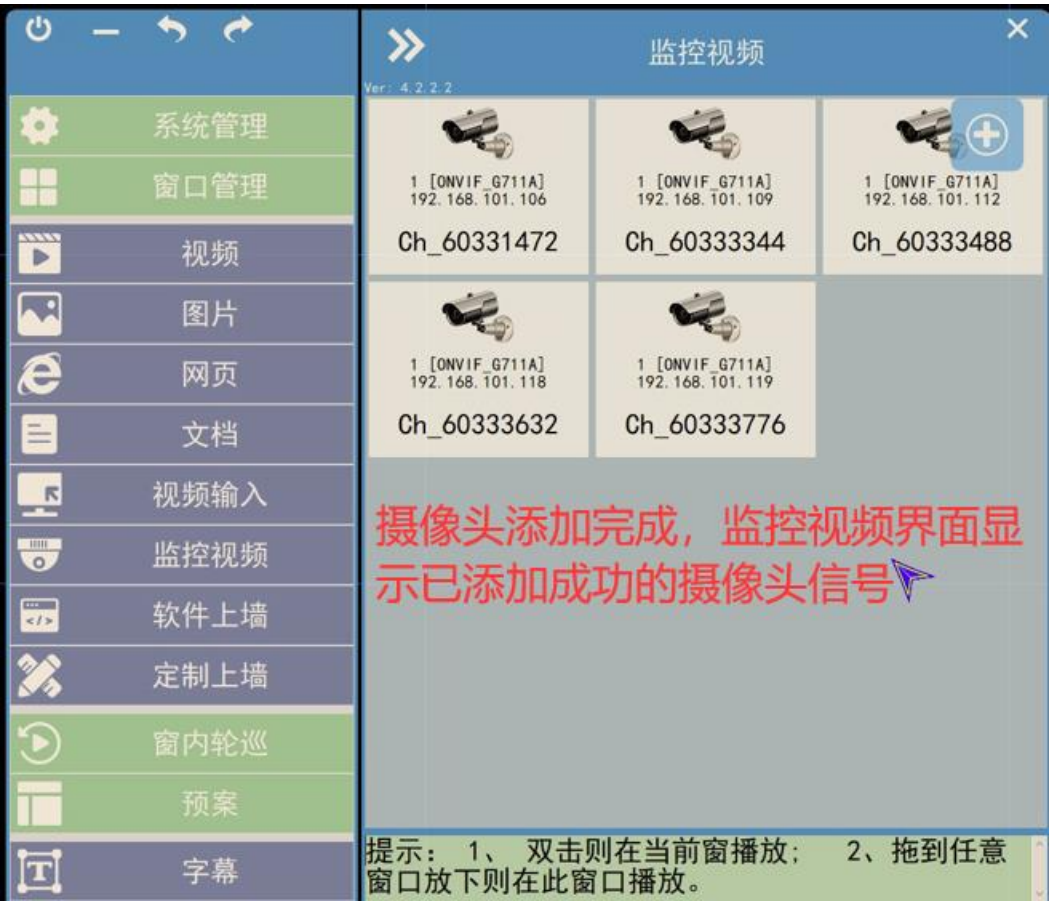 监控视频
Ver: 4.2.2.2
系统管理
窗口管理
视频
图片
网页
文档
视频输入
监控视频
软件上墙
定制上墙
窗内轮巡
预案
字幕
1 [ONVIF_G711A]
192.168.101.106
Ch_60331472
1 [ONVIF_G711A]
192.168.101.109
Ch_60333344
1 [ONVIF_G711A]
192.168.101.112
Ch_60333488
1 [ONVIF_G711A]
192.168.101.118
Ch_60333632
1 [ONVIF_G711A]
192.168.101.119
Ch_60333776
摄像头添加完成，监控视频界面显
示已添加成功的摄像头信号
提示： 1、 双击则在当前窗播放； 2、拖到任意
窗口放下则在此窗口播放。